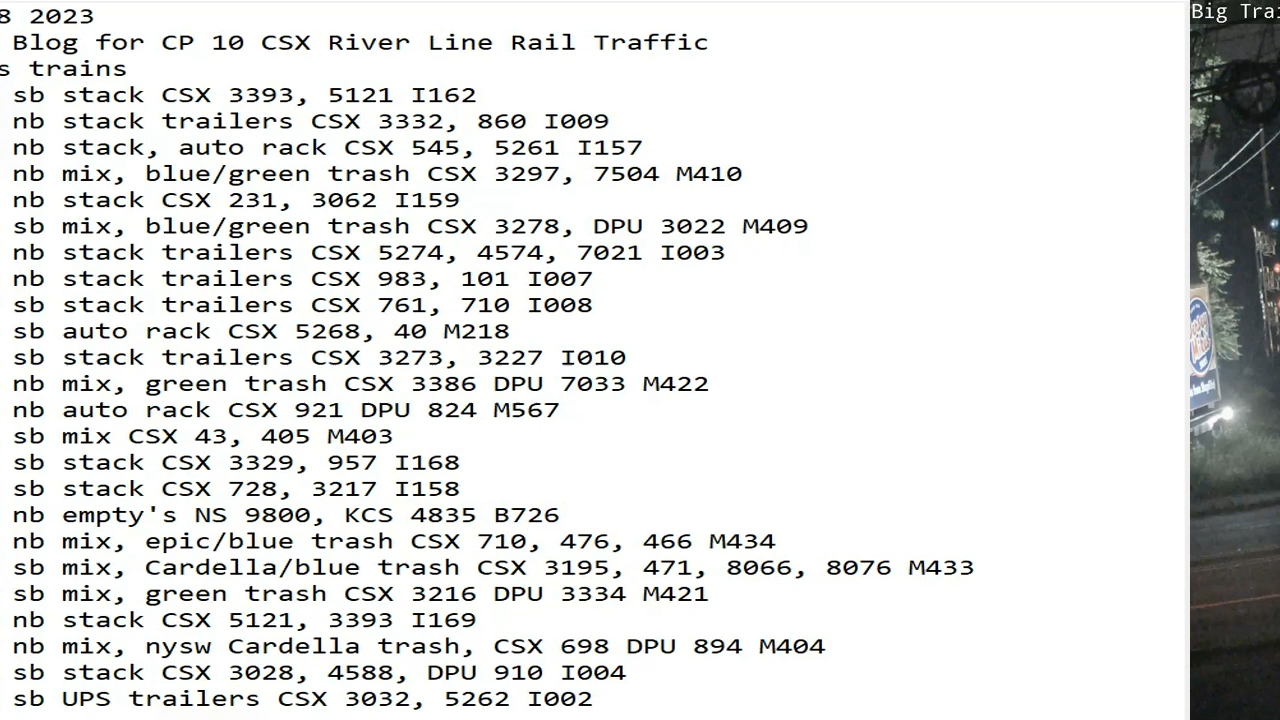 8 2023
Blog for CP 10 CSX River Line Rail Traffic
s trains
sb stack CSX 3393, 5121 I162
nb stack trailers CSX 3332, 860 I009
nb stack, auto rack CSX 545, 5261 I157
nb mix, blue/green trash CSX 3297, 7504 M410
nb stack CSX 231, 3062 I159
sb mix, blue/green trash CSX 3278, DPU 3022 M409
nb stack trailers CSX 5274, 4574, 7021 I003
nb stack trailers CSX 983, 101 I007
sb stack trailers CSX 761, 710 I008
sb auto rack CSX 5268, 40 M218
sb stack trailers CSX 3273, 3227 I010
nb mix, green trash CSX 3386 DPU 7033 M422
nb auto rack CSX 921 DPU 824 M567
sb mix CSX 43, 405 M403
sb stack CSX 3329, 957 I168
sb stack CSX 728, 3217 I158
nb empty's NS 9800, KCS 4835 B726
nb mix, epic/blue trash CSX 710, 476, 466 M434
sb mix, Cardella/blue trash CSX 3195, 471, 8066, 8076 M433
sb mix, green trash CSX 3216 DPU 3334 M421
nb stack CSX 5121, 3393 I169
nb mix, nysw Cardella trash, CSX 698 DPU 894 M404
sb stack CSX 3028, 4588, DPU 910 I004
sb UPS trailers CSX 3032, 5262 I002
Big Trai